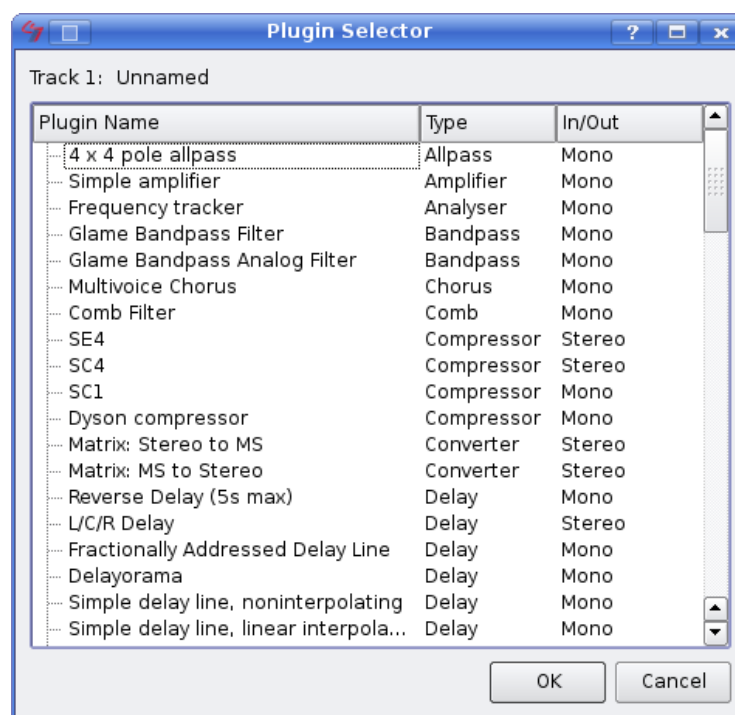 Plugin Selector
Track 1: Unnamed
Plugin Name Type In/Out
4 x 4 pole allpass Allpass Mono
Simple amplifier Amplifier Mono
Frequency tracker Analyser Mono
Glame Bandpass Filter Bandpass Mono
Glame Bandpass Analog Filter Bandpass Mono
Multivoice Chorus Chorus Mono
Comb Filter Comb Mono
SE4 Compressor Stereo
SC4 Compressor Stereo
SC1 Compressor Mono
Dyson compressor Compressor Mono
Matrix: Stereo to MS Converter Stereo
Matrix: MS to Stereo Converter Stereo
Reverse Delay (5s max) Delay Mono
L/C/R Delay Delay Stereo
Fractionally Addressed Delay Line Delay Mono
Delayorama Delay Mono
Simple delay line, noninterpolating Delay Mono
Simple delay line, linear interpola... Delay Mono
OK Cancel